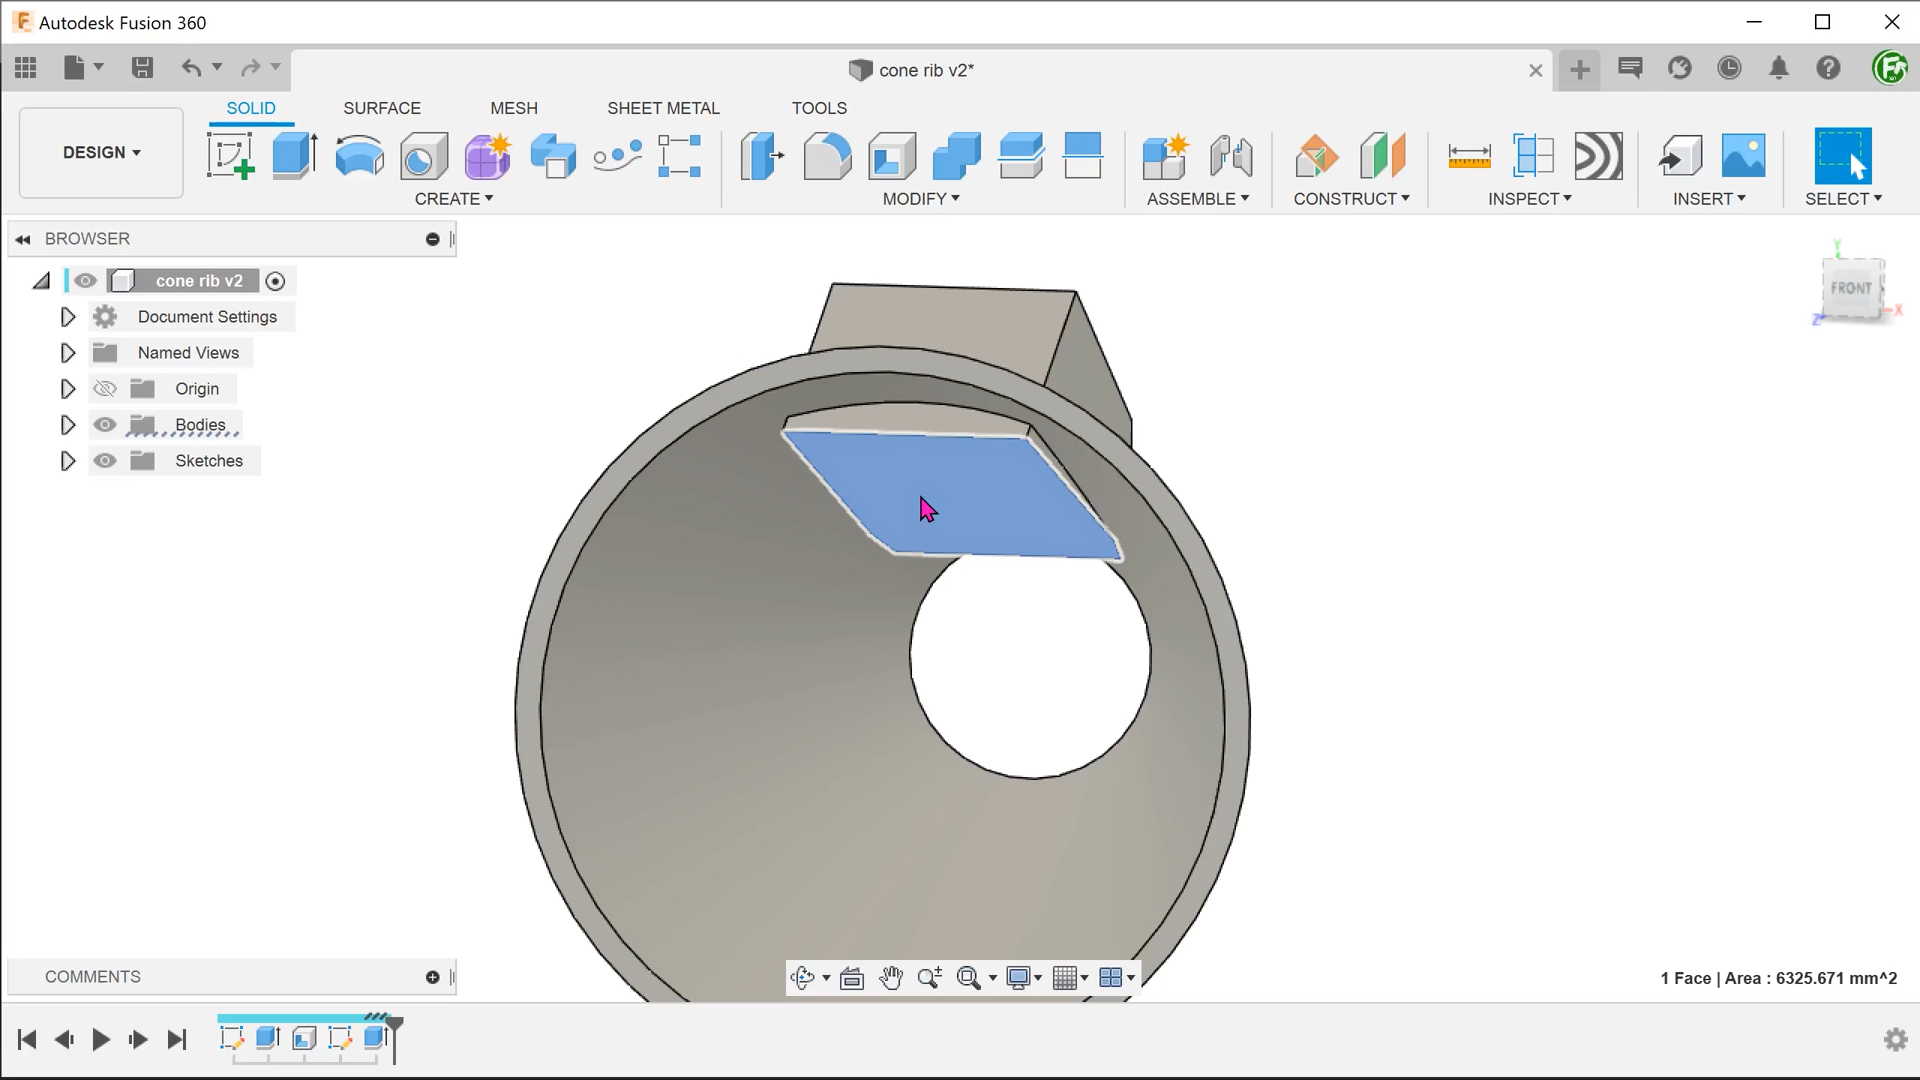 Autodesk Fusion 360
cone rib v2*
SOLID SURFACE MESH SHEET METAL TOOLS
DESIGN
CREATE MODIFY ASSEMBLE CONSTRUCT INSPECT INSERT SELECT
BROWSER
cone rib v2
Document Settings
Named Views
Origin
Bodies
Sketches
Y
FRONT
X
Z
COMMENTS
1 Face | Area : 6325.671 mm^2